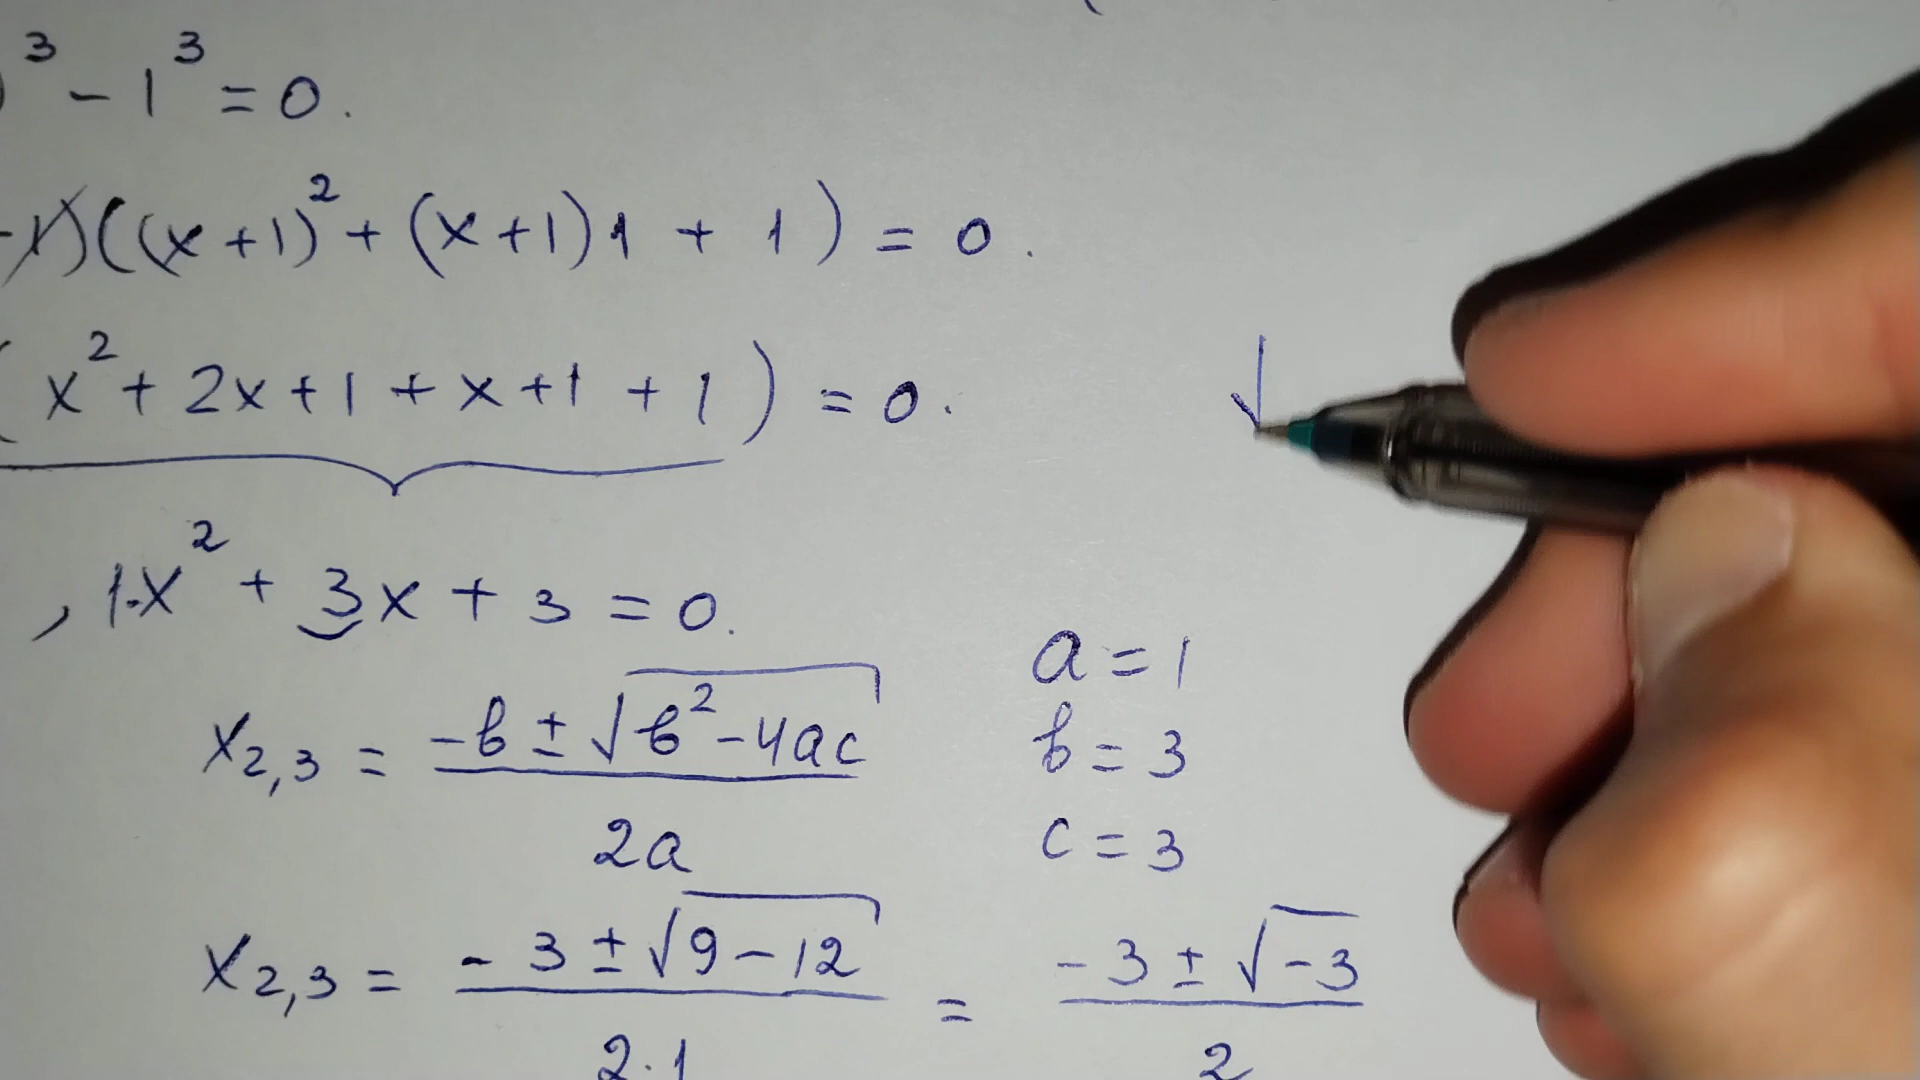 )³ - 1³ = 0.
-1)((x+1)² + (x+1)1 + 1) = 0.
(x² + 2x + 1 + x + 1 + 1) = 0.
, 1·x² + 3x + 3 = 0.
a = 1
x₂,₃ = (-b ± √(b² - 4ac)) / 2a
b = 3
c = 3
x₂,₃ = (-3 ± √(9 - 12)) / 2·1 = (-3 ± √-3) / 2